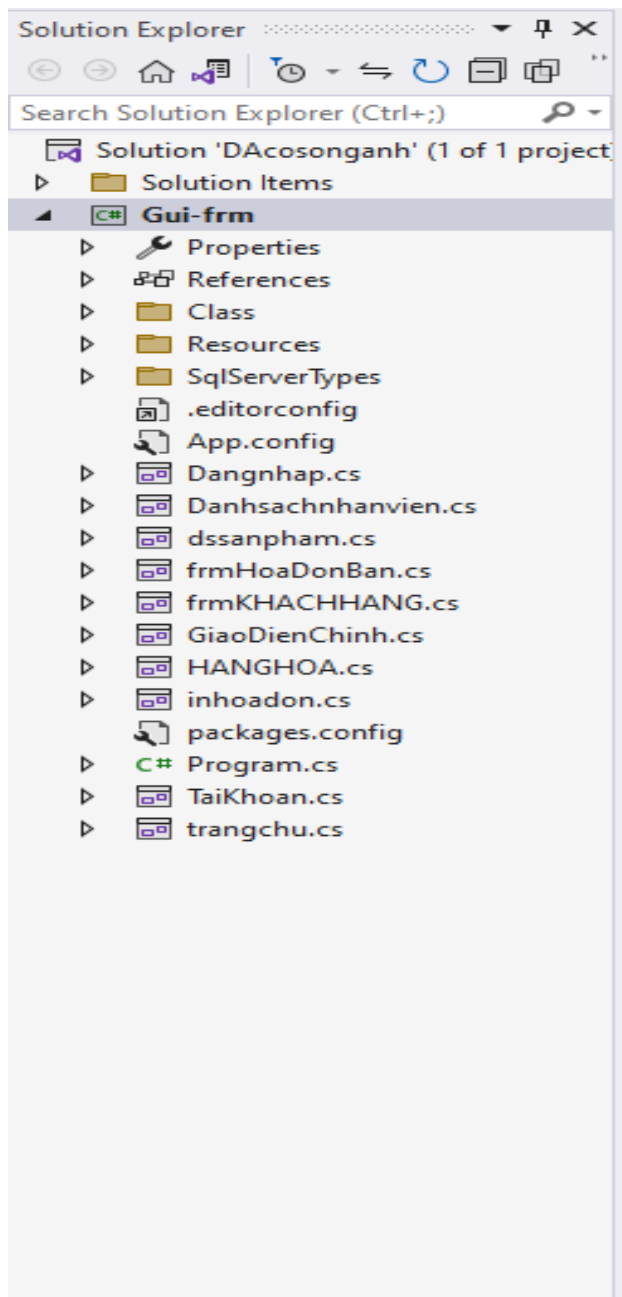 Solution Explorer
Search Solution Explorer (Ctrl+;)
Solution 'DAcosonganh' (1 of 1 project
Solution Items
C# Gui-frm
Properties
References
Class
Resources
SqlServerTypes
.editorconfig
App.config
Dangnhap.cs
Danhsachnhanvien.cs
dssanpham.cs
frmHoaDonBan.cs
frmKHACHHANG.cs
GiaoDienChinh.cs
HANGHOA.cs
inhoadon.cs
packages.config
C# Program.cs
TaiKhoan.cs
trangchu.cs